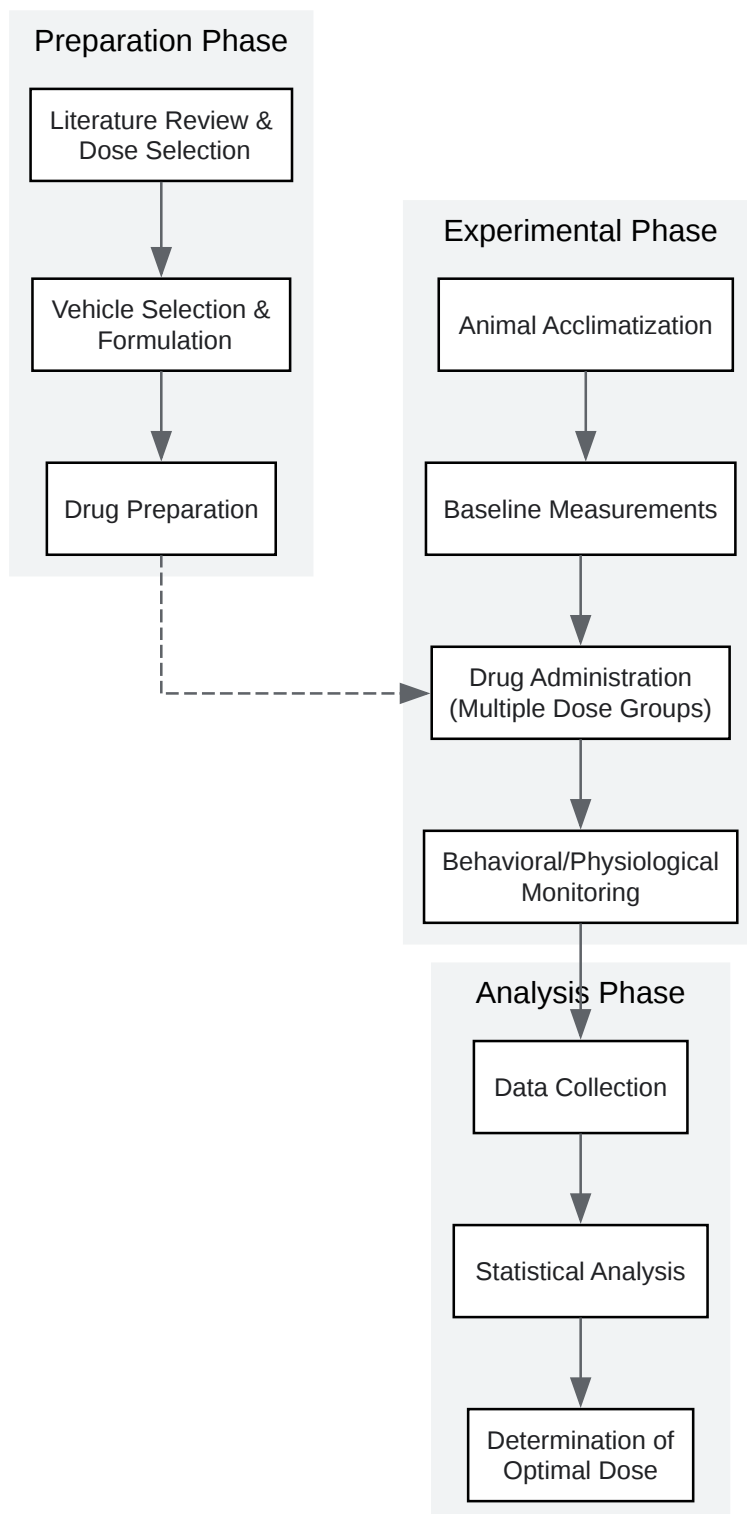 Preparation Phase
Literature Review &
Dose Selection
Vehicle Selection &
Formulation
Drug Preparation
Experimental Phase
Animal Acclimatization
Baseline Measurements
Drug Administration
(Multiple Dose Groups)
Behavioral/Physiological
Monitoring
Analysis Phase
Data Collection
Statistical Analysis
Determination of
Optimal Dose